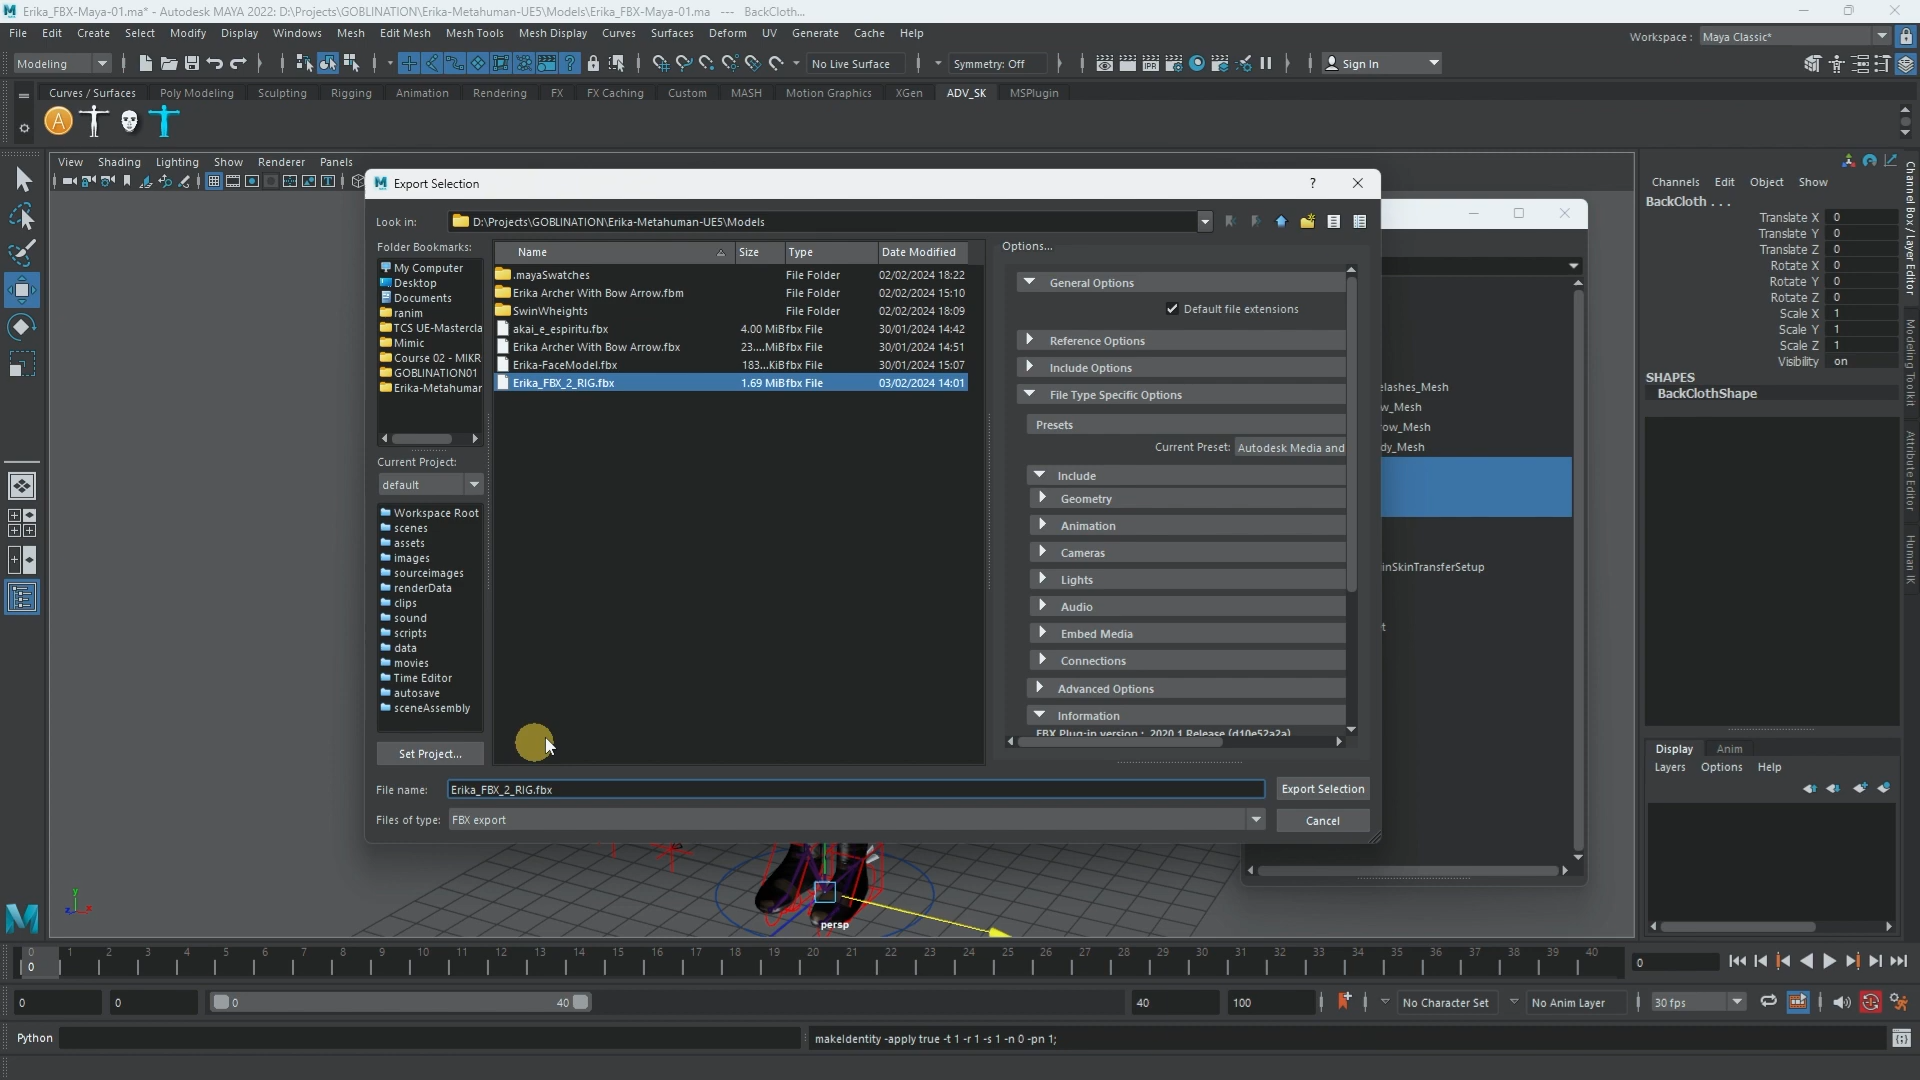 Erika_FBX-Maya-01.ma* - Autodesk MAYA 2022: D:\Projects\GOBLINATION\Erika-Metahuman-UE5\Models\Erika_FBX-Maya-01.ma --- BackCloth...
File Edit Create Select Modify Display Windows Mesh Edit Mesh Mesh Tools Mesh Display Curves Surfaces Deform UV Generate Cache Help
Workspace : Maya Classic*
Modeling No Live Surface Symmetry: Off IPR Sign In
Curves / Surfaces Poly Modeling Sculpting Rigging Animation Rendering FX FX Caching Custom MASH Motion Graphics XGen ADV_SK MSPlugin
View Shading Lighting Show Renderer Panels
Export Selection
Look in: D:\Projects\GOBLINATION\Erika-Metahuman-UE5\Models
Folder Bookmarks:
My Computer
Desktop
Documents
ranim
TCS UE-Mastercla
Mimic
Course 02 - MIKR
GOBLINATION01
Erika-Metahuman
Current Project:
default
Workspace Root
scenes
assets
images
sourceimages
renderData
clips
sound
scripts
data
movies
Time Editor
autosave
sceneAssembly
Set Project...
Name Size Type Date Modified
.mayaSwatches File Folder 02/02/2024 18:22
Erika Archer With Bow Arrow.fbm File Folder 02/02/2024 15:10
SwinWheights File Folder 02/02/2024 18:09
akai_e_espiritu.fbx 4.00 MiB fbx File 30/01/2024 14:42
Erika Archer With Bow Arrow.fbx 23....MiB fbx File 30/01/2024 14:51
Erika-FaceModel.fbx 183...KiB fbx File 30/01/2024 15:07
Erika_FBX_2_RIG.fbx 1.69 MiB fbx File 03/02/2024 14:01
Options...
General Options
Default file extensions
Reference Options
Include Options
File Type Specific Options
Presets
Current Preset: Autodesk Media and
Include
Geometry
Animation
Cameras
Lights
Audio
Embed Media
Connections
Advanced Options
Information
FBX Plug-in version : 2020.1 Release (d10e52a2a)
File name: Erika_FBX_2_RIG.fbx Export Selection
Files of type: FBX export Cancel
elashes_Mesh
w_Mesh
ow_Mesh
dy_Mesh
inSkinTransferSetup
t
persp
Channels Edit Object Show
BackCloth . . .
Translate X 0
Translate Y 0
Translate Z 0
Rotate X 0
Rotate Y 0
Rotate Z 0
Scale X 1
Scale Y 1
Scale Z 1
Visibility on
SHAPES
BackClothShape
Display Anim
Layers Options Help
Channel Box / Layer Editor
Modeling Toolkit
Attribute Editor
Human IK
0 1 2 3 4 5 6 7 8 9 10 11 12 13 14 15 16 17 18 19 20 21 22 23 24 25 26 27 28 29 30 31 32 33 34 35 36 37 38 39 40
0 0
0 0 0 40 40 100 No Character Set No Anim Layer 30 fps
Python makeIdentity -apply true -t 1 -r 1 -s 1 -n 0 -pn 1;